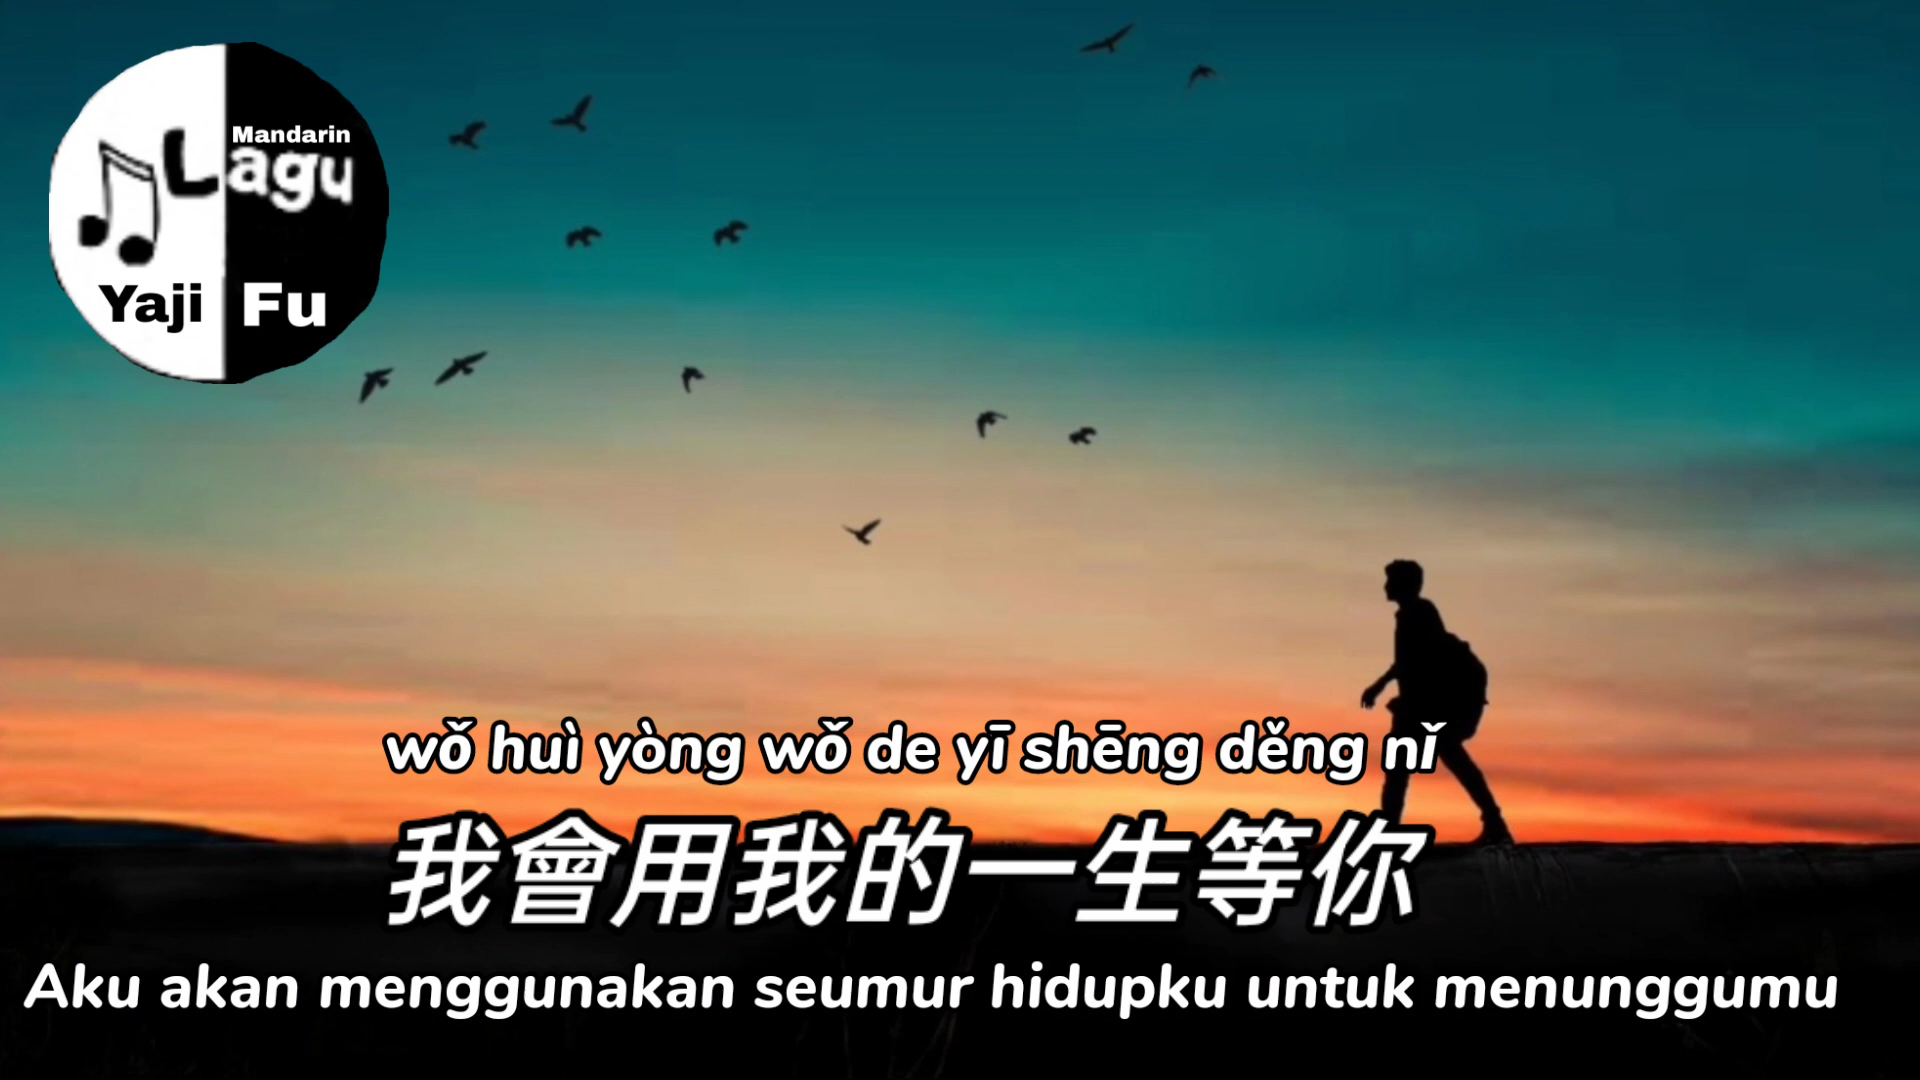 Mandarin
Lagu
Yaji Fu
wǒ huì yòng wǒ de yī shēng děng nǐ
我會用我的一生等你
Aku akan menggunakan seumur hidupku untuk menunggumu